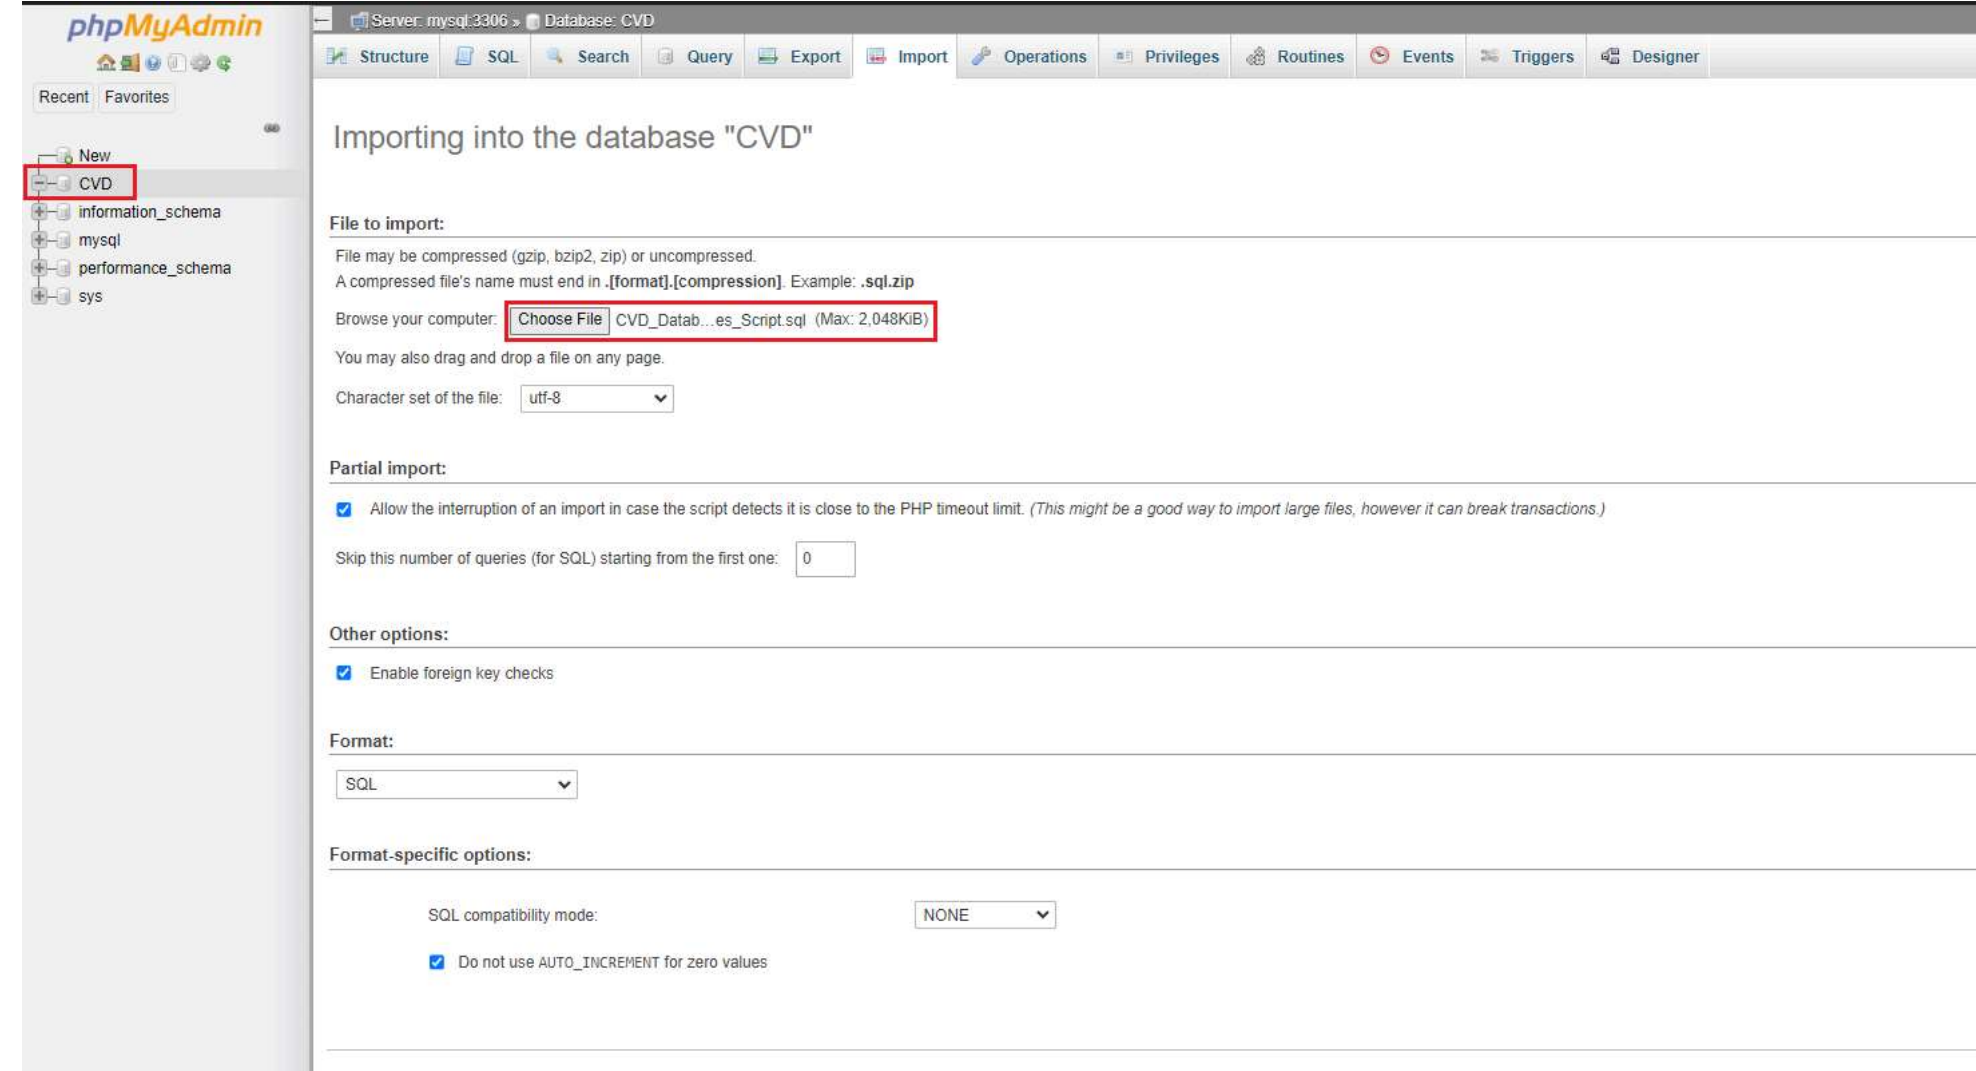 phpMyAdmin
Recent Favorites
New
CVD
information_schema
mysql
performance_schema
sys
Server: mysql:3306 » Database: CVD
Structure SQL Search Query Export Import Operations Privileges Routines Events Triggers Designer
Importing into the database "CVD"
File to import:
File may be compressed (gzip, bzip2, zip) or uncompressed.
A compressed file's name must end in .[format].[compression]. Example: .sql.zip
Browse your computer: Choose File CVD_Datab...es_Script.sql (Max: 2,048KiB)
You may also drag and drop a file on any page.
Character set of the file: utf-8
Partial import:
Allow the interruption of an import in case the script detects it is close to the PHP timeout limit. (This might be a good way to import large files, however it can break transactions.)
Skip this number of queries (for SQL) starting from the first one: 0
Other options:
Enable foreign key checks
Format:
SQL
Format-specific options:
SQL compatibility mode: NONE
Do not use AUTO_INCREMENT for zero values